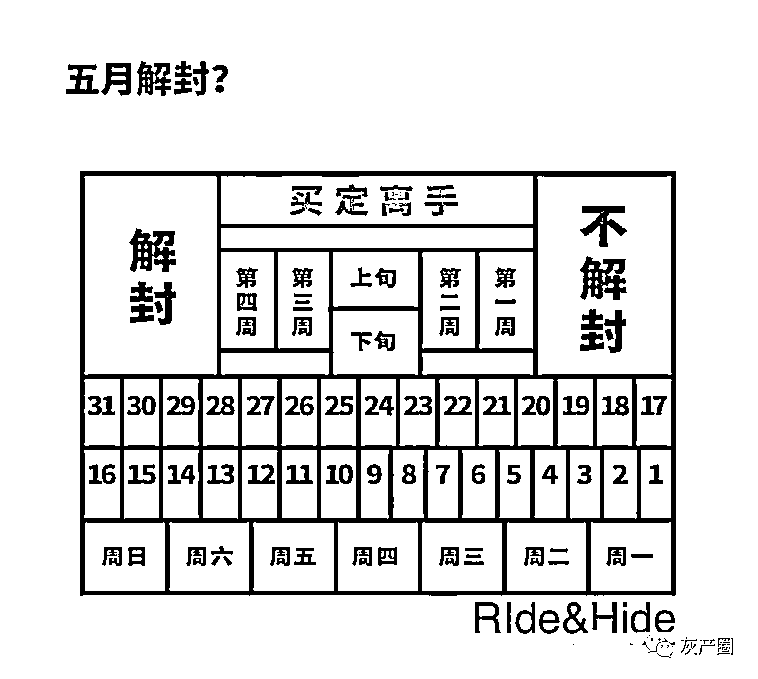 五月解封?
买定离手
解封
不解封
第四周
第三周
上旬
下旬
第二周
第一周
31 30 29 28 27 26 25 24 23 22 21 20 19 18 17
16 15 14 13 12 11 10 9 8 7 6 5 4 3 2 1
周日 周六 周五 周四 周三 周二 周一
RIde&Hide
灰产圈